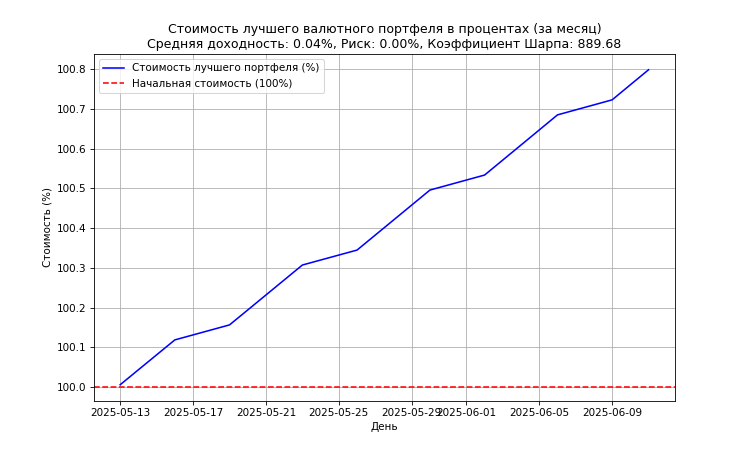 Стоимость лучшего валютного портфеля в процентах (за месяц)
Средняя доходность: 0.04%, Риск: 0.00%, Коэффициент Шарпа: 889.68
Стоимость лучшего портфеля (%)
Начальная стоимость (100%)
Стоимость (%)
100.8
100.7
100.6
100.5
100.4
100.3
100.2
100.1
100.0
2025-05-13 2025-05-17 2025-05-21 2025-05-25 2025-05-29 2025-06-01 2025-06-05 2025-06-09
День